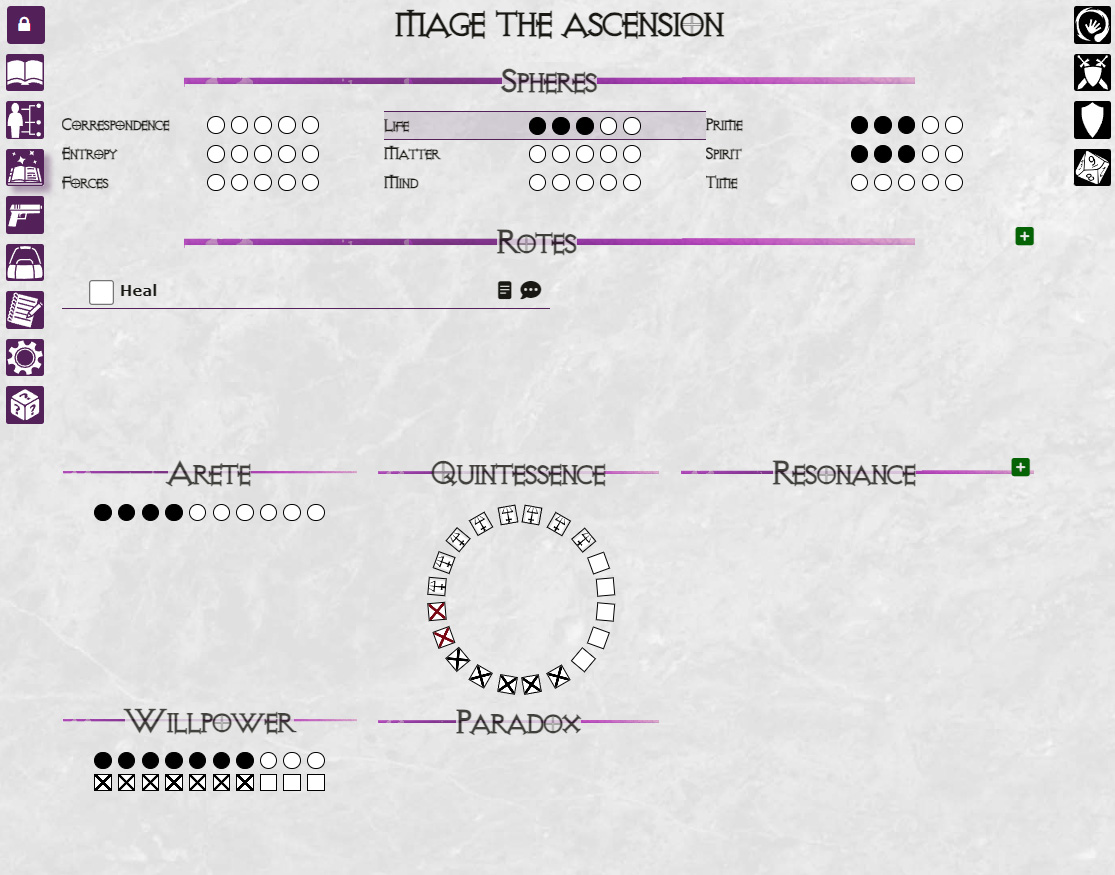 Mage the Ascension
Spheres
Correspondence Life Prime
Entropy Matter Spirit
Forces Mind Time
Rotes
Heal
Arete Quintessence Resonance
Willpower Paradox